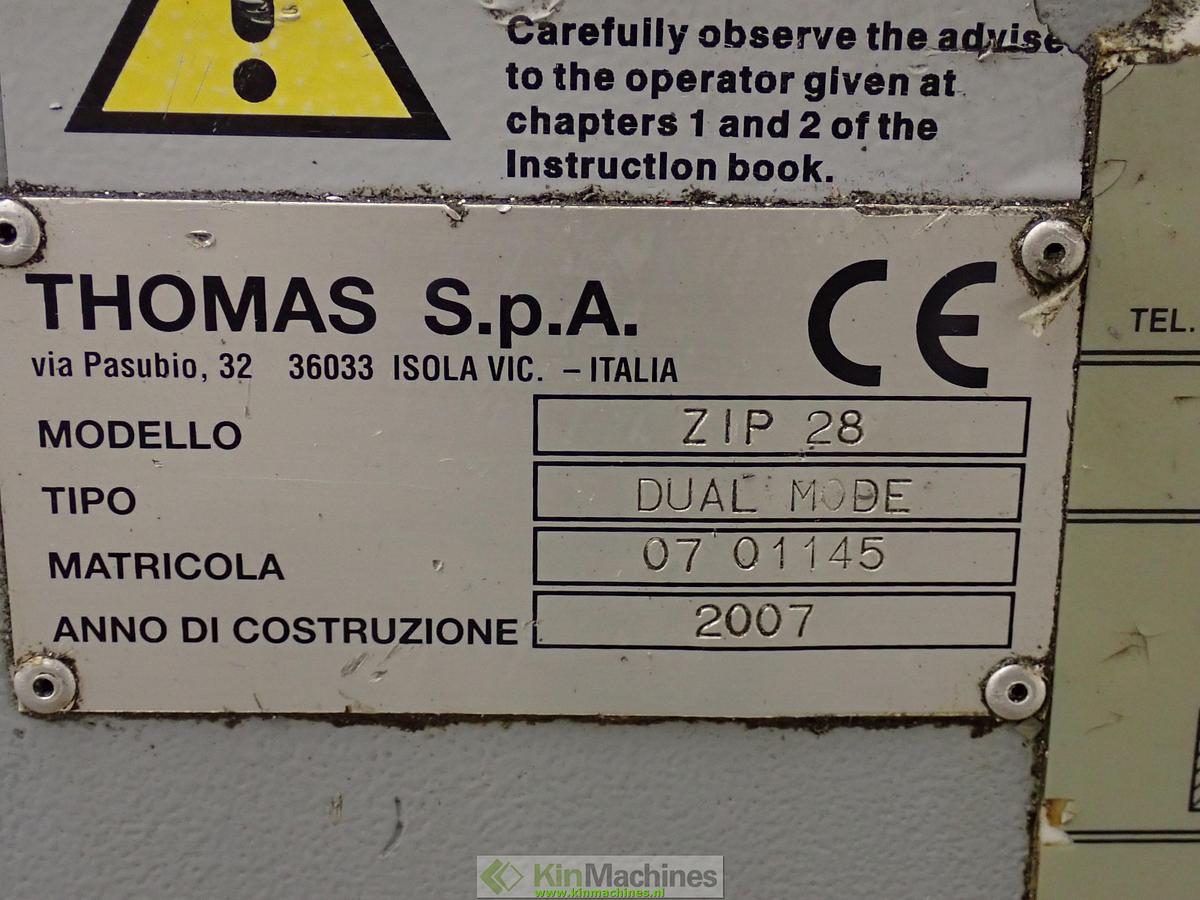 Carefully observe the advise
to the operator given at
chapters 1 and 2 of the
Instruction book.
THOMAS S.p.A.
CE
via Pasubio, 32 36033 ISOLA VIC. – ITALIA
TEL.
MODELLO ZIP 28
TIPO DUAL MODE
MATRICOLA 07 01145
ANNO DI COSTRUZIONE 2007
KinMachines
www.kinmachines.nl